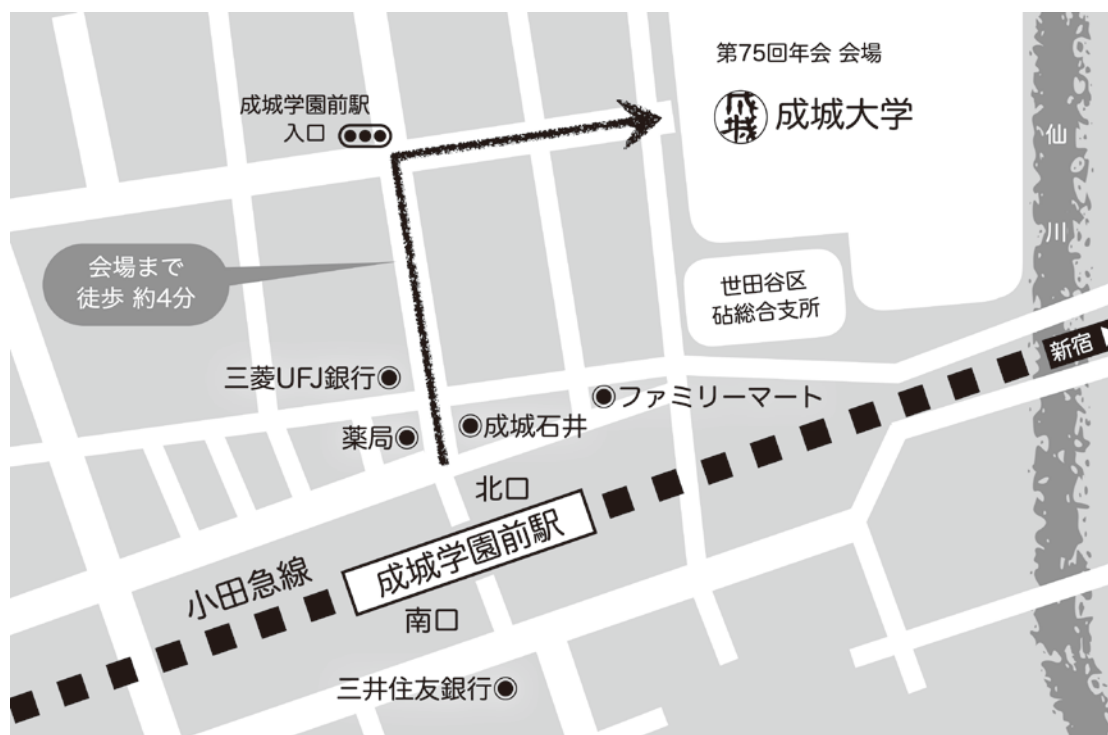 第75回年会 会場
成城
成城大学
成城学園前駅
入口
仙川
会場まで
徒歩 約4分
世田谷区
砧総合支所
新宿
三菱UFJ銀行
ファミリーマート
薬局
成城石井
北口
成城学園前駅
小田急線
南口
三井住友銀行